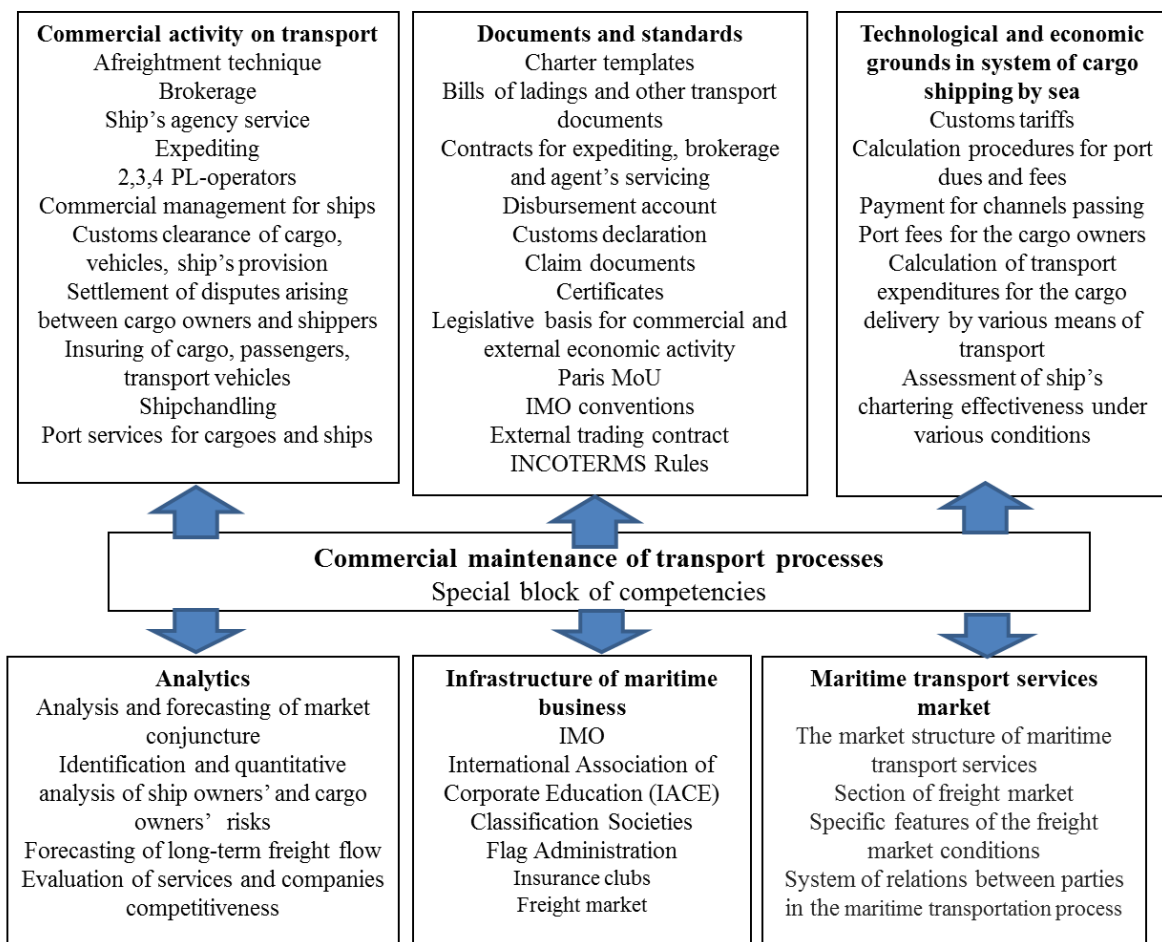 Commercial activity on transport
Afreightment technique
Brokerage
Ship’s agency service
Expediting
2,3,4 PL-operators
Commercial management for ships
Customs clearance of cargo,
vehicles, ship’s provision
Settlement of disputes arising
between cargo owners and shippers
Insuring of cargo, passengers,
transport vehicles
Shipchandling
Port services for cargoes and ships
Documents and standards
Charter templates
Bills of ladings and other transport
documents
Contracts for expediting, brokerage
and agent’s servicing
Disbursement account
Customs declaration
Claim documents
Certificates
Legislative basis for commercial and
external economic activity
Paris MoU
IMO conventions
External trading contract
INCOTERMS Rules
Technological and economic
grounds in system of cargo
shipping by sea
Customs tariffs
Calculation procedures for port
dues and fees
Payment for channels passing
Port fees for the cargo owners
Calculation of transport
expenditures for the cargo
delivery by various means of
transport
Assessment of ship’s
chartering effectiveness under
various conditions
Commercial maintenance of transport processes
Special block of competencies
Analytics
Analysis and forecasting of market
conjuncture
Identification and quantitative
analysis of ship owners’ and cargo
owners’ risks
Forecasting of long-term freight flow
Evaluation of services and companies
competitiveness
Infrastructure of maritime
business
IMO
International Association of
Corporate Education (IACE)
Classification Societies
Flag Administration
Insurance clubs
Freight market
Maritime transport services
market
The market structure of maritime
transport services
Section of freight market
Specific features of the freight
market conditions
System of relations between parties
in the maritime transportation process